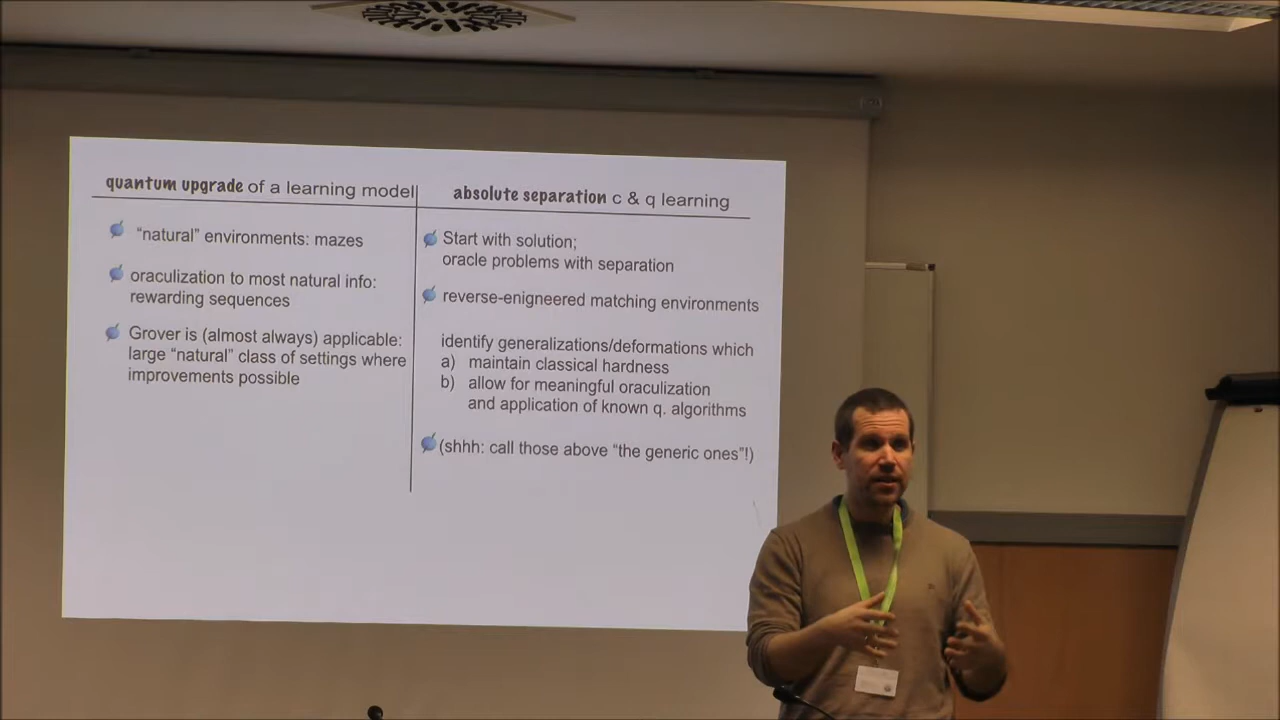 quantum upgrade of a learning model
"natural" environments: mazes
oraculization to most natural info:
rewarding sequences
Grover is (almost always) applicable:
large "natural" class of settings where
improvements possible
absolute separation c & q learning
Start with solution;
oracle problems with separation
reverse-enigneered matching environments
identify generalizations/deformations which
a) maintain classical hardness
b) allow for meaningful oraculization
and application of known q. algorithms
(shhh: call those above "the generic ones"!)